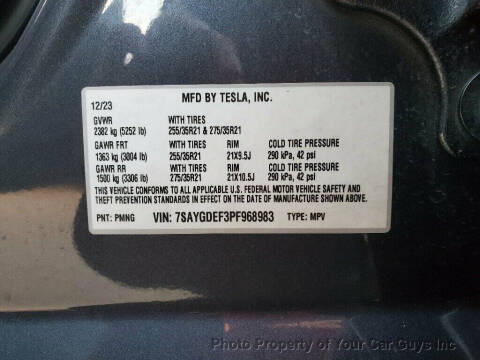 MFD BY TESLA, INC.
12/23
GVWR WITH TIRES
2382 kg (5252 lb) 255/35R21 & 275/35R21
GAWR FRT WITH TIRES RIM COLD TIRE PRESSURE
1363 kg (3004 lb) 255/35R21 21X9.5J 290 kPa, 42 psi
GAWR RR WITH TIRES RIM COLD TIRE PRESSURE
1500 kg (3306 lb) 275/35R21 21X10.5J 290 kPa, 42 psi
THIS VEHICLE CONFORMS TO ALL APPLICABLE U.S. FEDERAL MOTOR VEHICLE SAFETY AND
THEFT PREVENTION STANDARDS IN EFFECT ON THE DATE OF MANUFACTURE SHOWN ABOVE.
PNT: PMNG VIN: 7SAYGDEF3PF968983 TYPE: MPV
Photo Property of Your Car Guys Inc